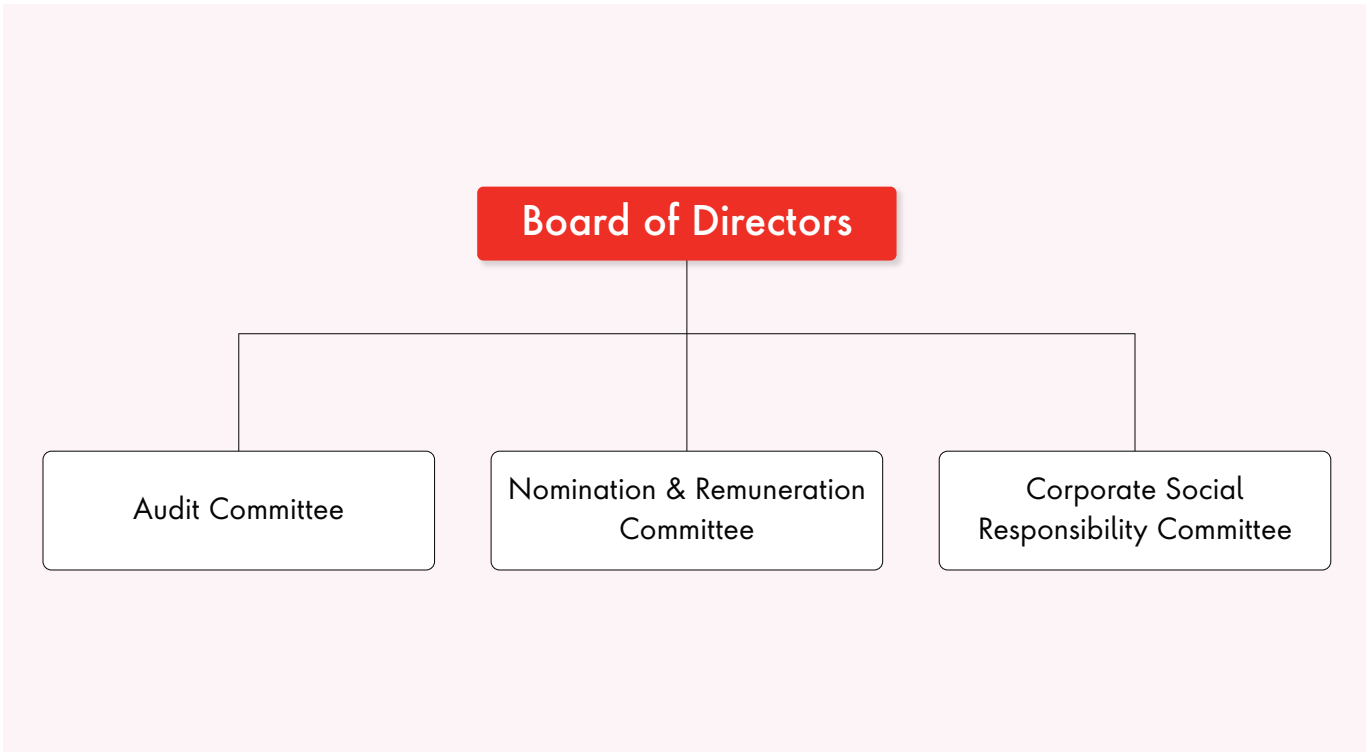 Board of Directors
Audit Committee
Nomination & Remuneration
Committee
Corporate Social
Responsibility Committee